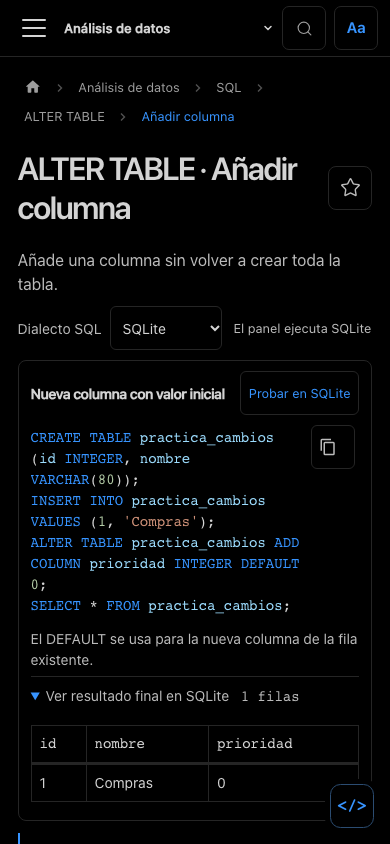 Análisis de datos
Aa
Análisis de datos
SQL
ALTER TABLE
Añadir columna
ALTER TABLE · Añadir
columna
Añade una columna sin volver a crear toda la
tabla.
Dialecto SQL
SQLite
El panel ejecuta SQLite
Nueva columna con valor inicial
Probar en SQLite
CREATE TABLE practica_cambios
(id INTEGER, nombre
VARCHAR(80));
INSERT INTO practica_cambios
VALUES (1, 'Compras');
ALTER TABLE practica_cambios ADD
COLUMN prioridad INTEGER DEFAULT
0;
SELECT * FROM practica_cambios;
El DEFAULT se usa para la nueva columna de la fila
existente.
Ver resultado final en SQLite 1 filas
id nombre prioridad
1 Compras 0
</>